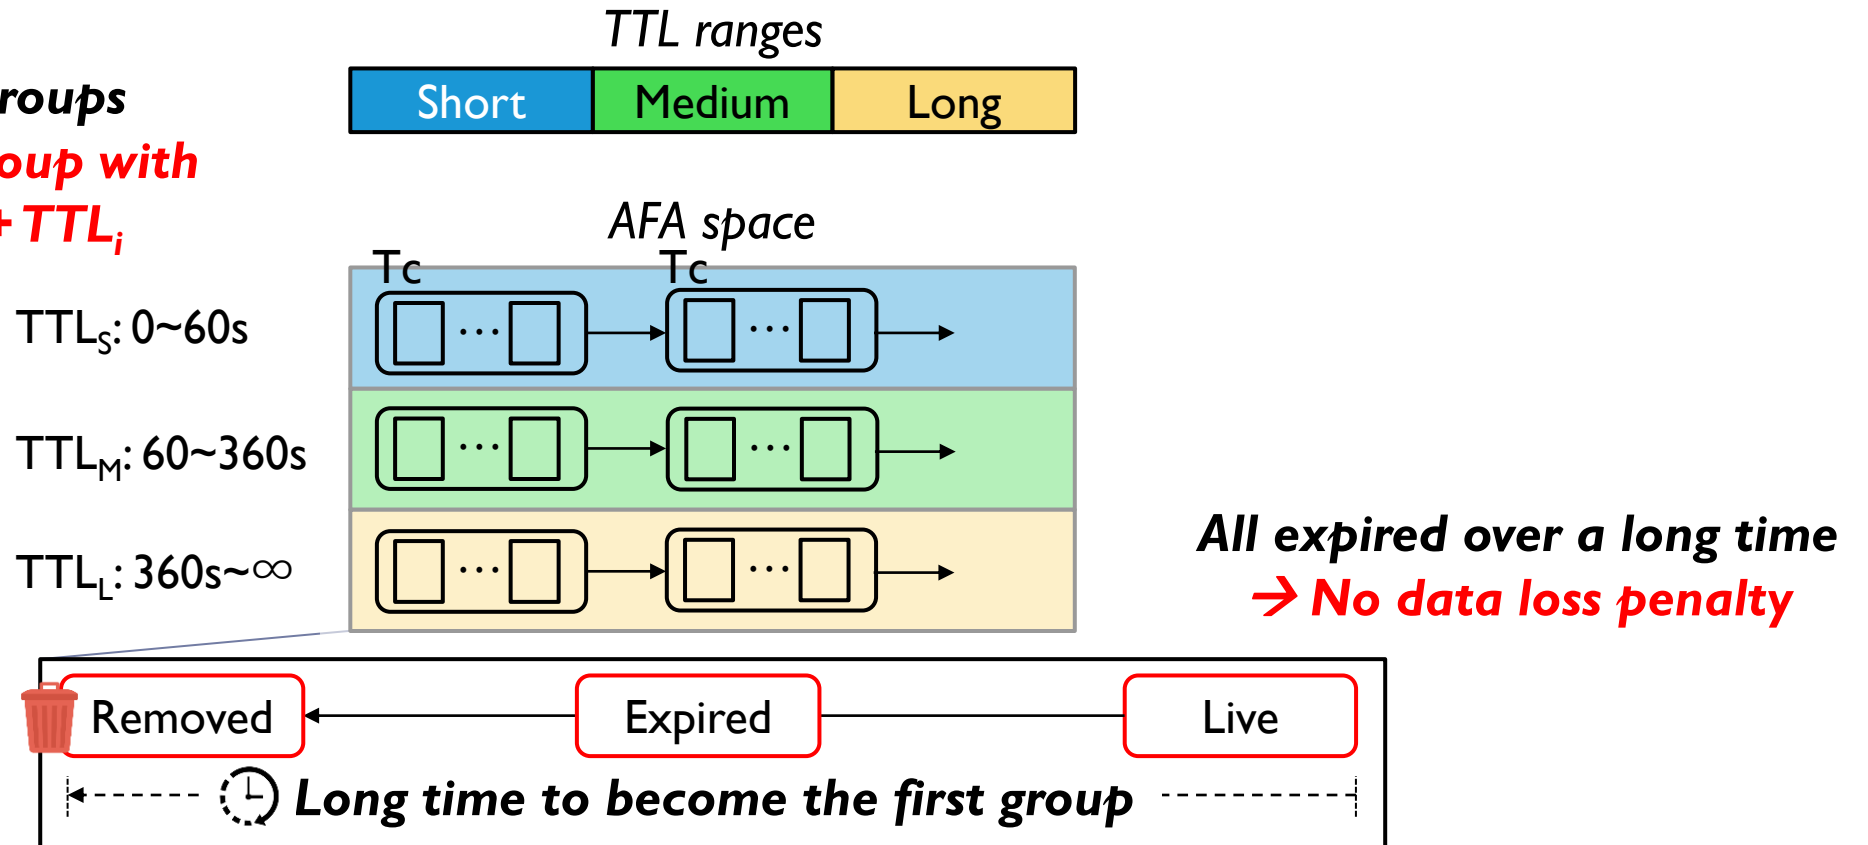 TTL ranges
Short Medium Long
roups
oup with
+ TTLi
AFA space
Tc Tc
TTLS: 0~60s
... ...
TTLM: 60~360s
... ...
TTLL: 360s~∞
... ...
All expired over a long time
→ No data loss penalty
Removed Expired Live
Long time to become the first group